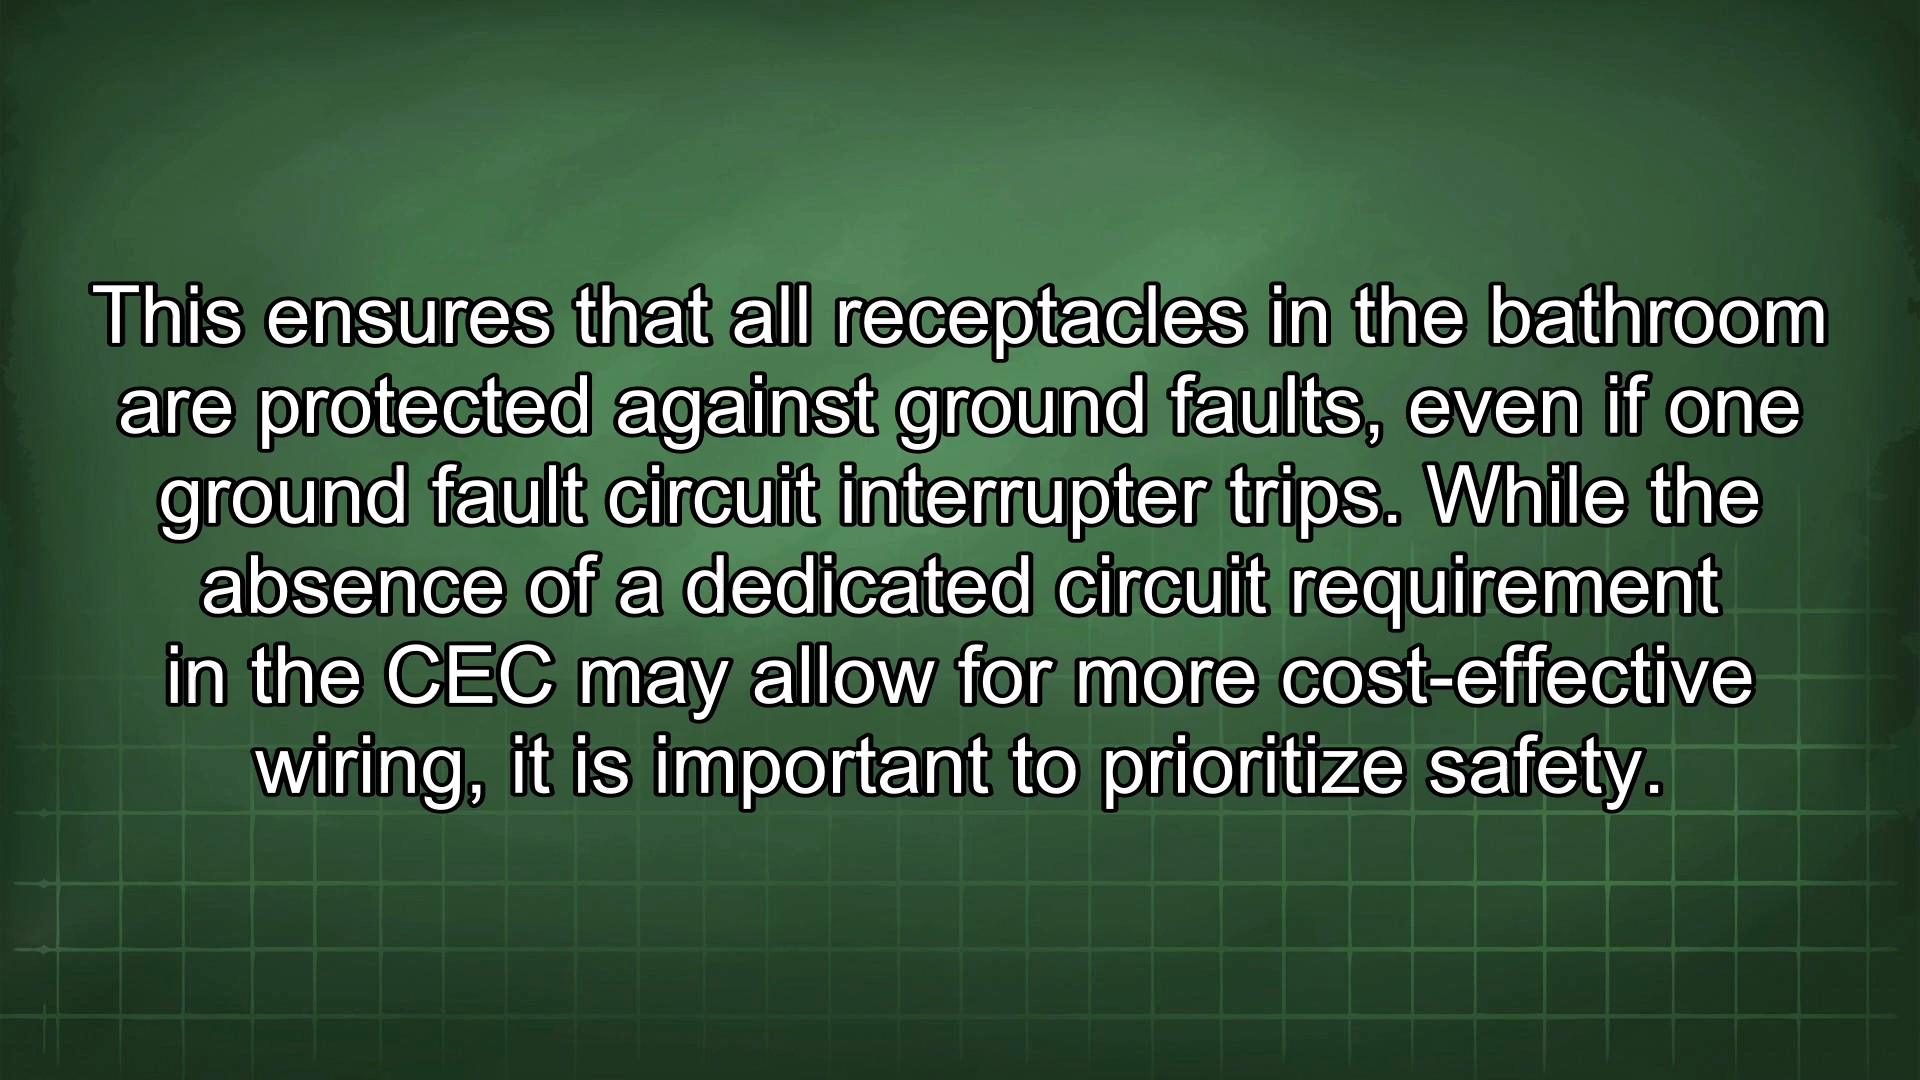 This ensures that all receptacles in the bathroom
are protected against ground faults, even if one
ground fault circuit interrupter trips. While the
absence of a dedicated circuit requirement
in the CEC may allow for more cost-effective
wiring, it is important to prioritize safety.